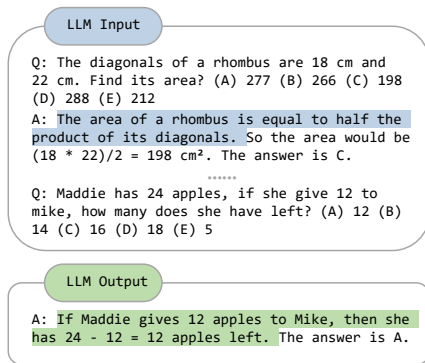 LLM Input
Q: The diagonals of a rhombus are 18 cm and
22 cm. Find its area? (A) 277 (B) 266 (C) 198
(D) 288 (E) 212
A: The area of a rhombus is equal to half the
product of its diagonals. So the area would be
(18 * 22)/2 = 198 cm². The answer is C.
......
Q: Maddie has 24 apples, if she give 12 to
mike, how many does she have left? (A) 12 (B)
14 (C) 16 (D) 18 (E) 5
LLM Output
A: If Maddie gives 12 apples to Mike, then she
has 24 - 12 = 12 apples left. The answer is A.